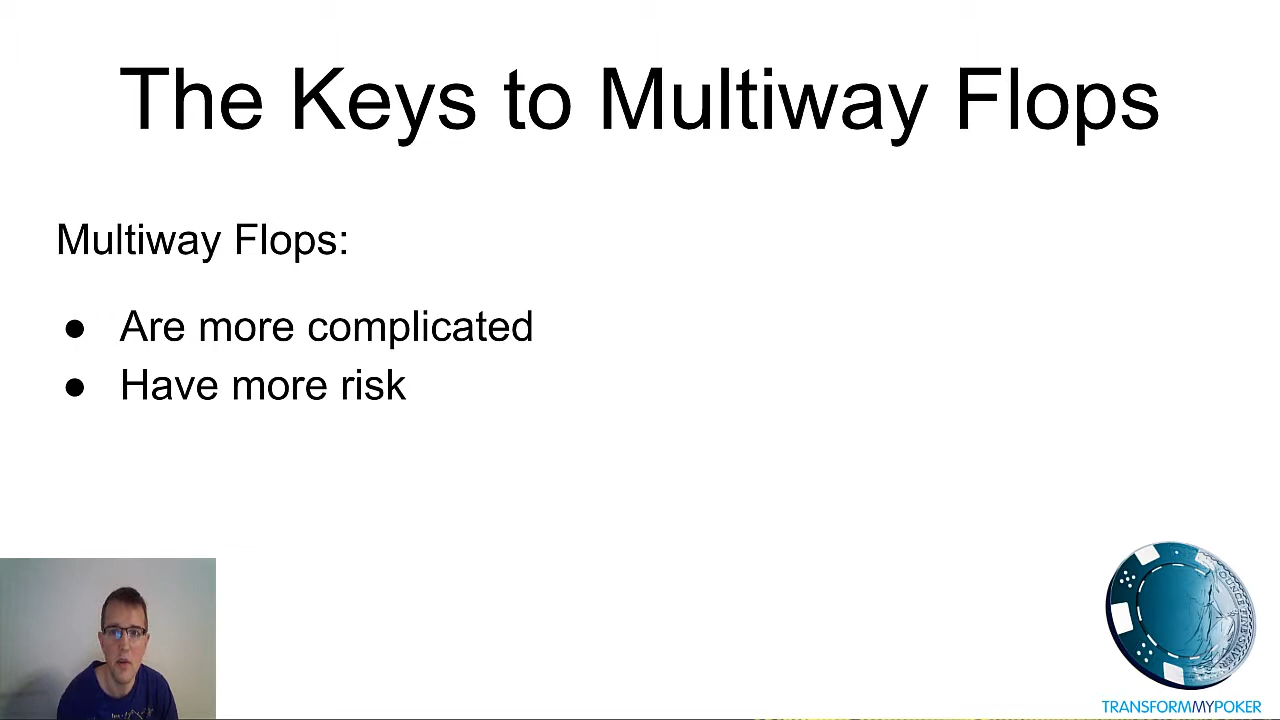 The Keys to Multiway Flops
Multiway Flops:
● Are more complicated
● Have more risk
TRANSFORMMYPOKER